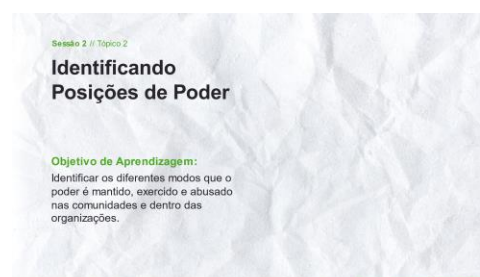 Sessão 2 // Tópico 2
Identificando
Posições de Poder
Objetivo de Aprendizagem:
Identificar os diferentes modos que o
poder é mantido, exercido e abusado
nas comunidades e dentro das
organizações.